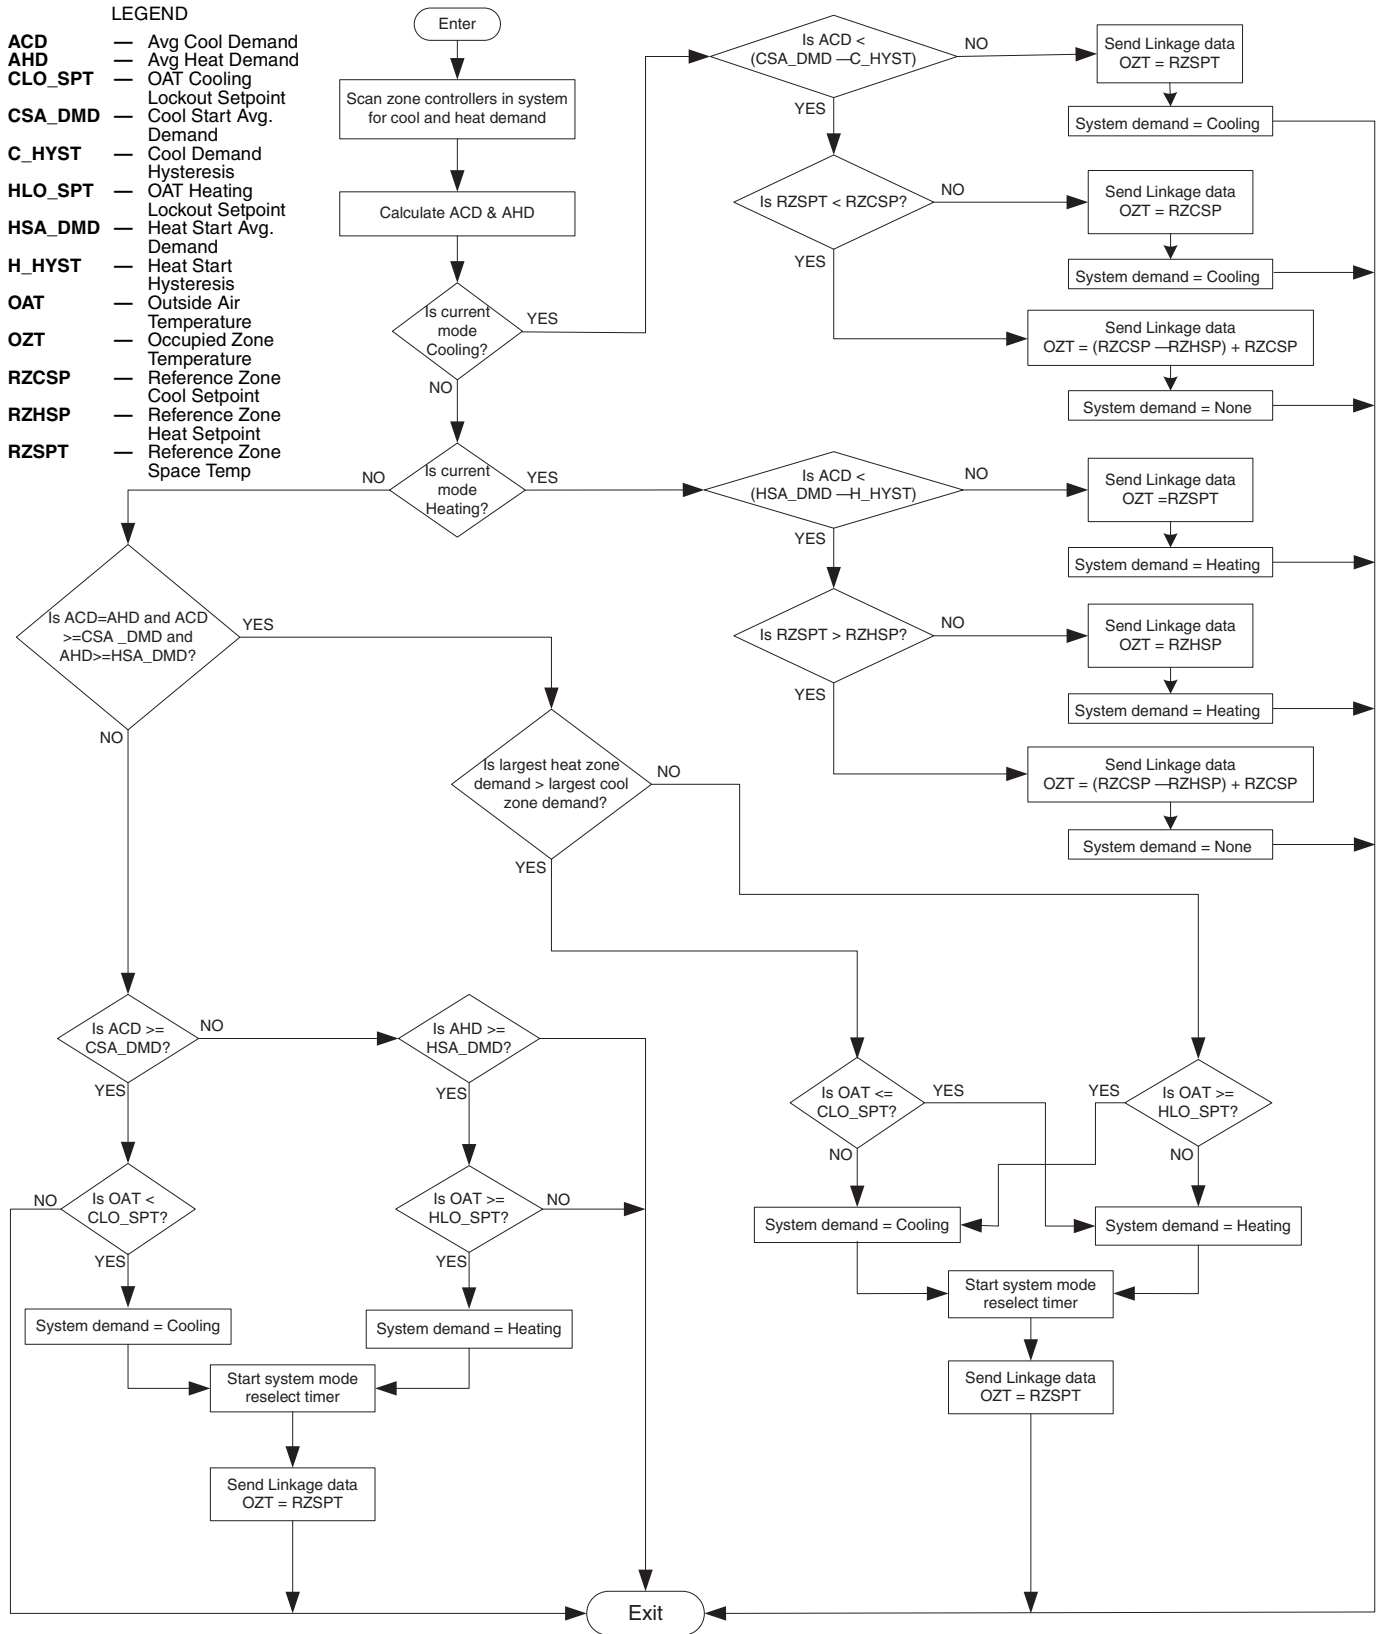 LEGEND
ACD — Avg Cool Demand
AHD — Avg Heat Demand
CLO_SPT — OAT Cooling
Lockout Setpoint
CSA_DMD — Cool Start Avg.
Demand
C_HYST — Cool Demand
Hysteresis
HLO_SPT — OAT Heating
Lockout Setpoint
HSA_DMD — Heat Start Avg.
Demand
H_HYST — Heat Start
Hysteresis
OAT — Outside Air
Temperature
OZT — Occupied Zone
Temperature
RZCSP — Reference Zone
Cool Setpoint
RZHSP — Reference Zone
Heat Setpoint
RZSPT — Reference Zone
Space Temp
Enter
Scan zone controllers in system
for cool and heat demand
Calculate ACD & AHD
Is current
mode
Cooling?
YES
NO
Is ACD <
(CSA_DMD —C_HYST)
NO
YES
Send Linkage data
OZT = RZSPT
System demand = Cooling
Is RZSPT < RZCSP?
NO
YES
Send Linkage data
OZT = RZCSP
System demand = Cooling
Send Linkage data
OZT = (RZCSP —RZHSP) + RZCSP
System demand = None
Is current
mode
Heating?
NO
YES
Is ACD <
(HSA_DMD —H_HYST)
NO
YES
Send Linkage data
OZT =RZSPT
System demand = Heating
Is RZSPT > RZHSP?
NO
YES
Send Linkage data
OZT = RZHSP
System demand = Heating
Send Linkage data
OZT = (RZCSP —RZHSP) + RZCSP
System demand = None
Is ACD=AHD and ACD
>=CSA _DMD and
AHD>=HSA_DMD?
YES
NO
Is largest heat zone
demand > largest cool
zone demand?
NO
YES
Is ACD >=
CSA_DMD?
NO
YES
Is AHD >=
HSA_DMD?
YES
Is OAT <
CLO_SPT?
NO
YES
Is OAT >=
HLO_SPT?
NO
YES
System demand = Cooling
System demand = Heating
Start system mode
reselect timer
Send Linkage data
OZT = RZSPT
Is OAT <=
CLO_SPT?
YES
NO
Is OAT >=
HLO_SPT?
YES
NO
System demand = Cooling
System demand = Heating
Start system mode
reselect timer
Send Linkage data
OZT = RZSPT
Exit